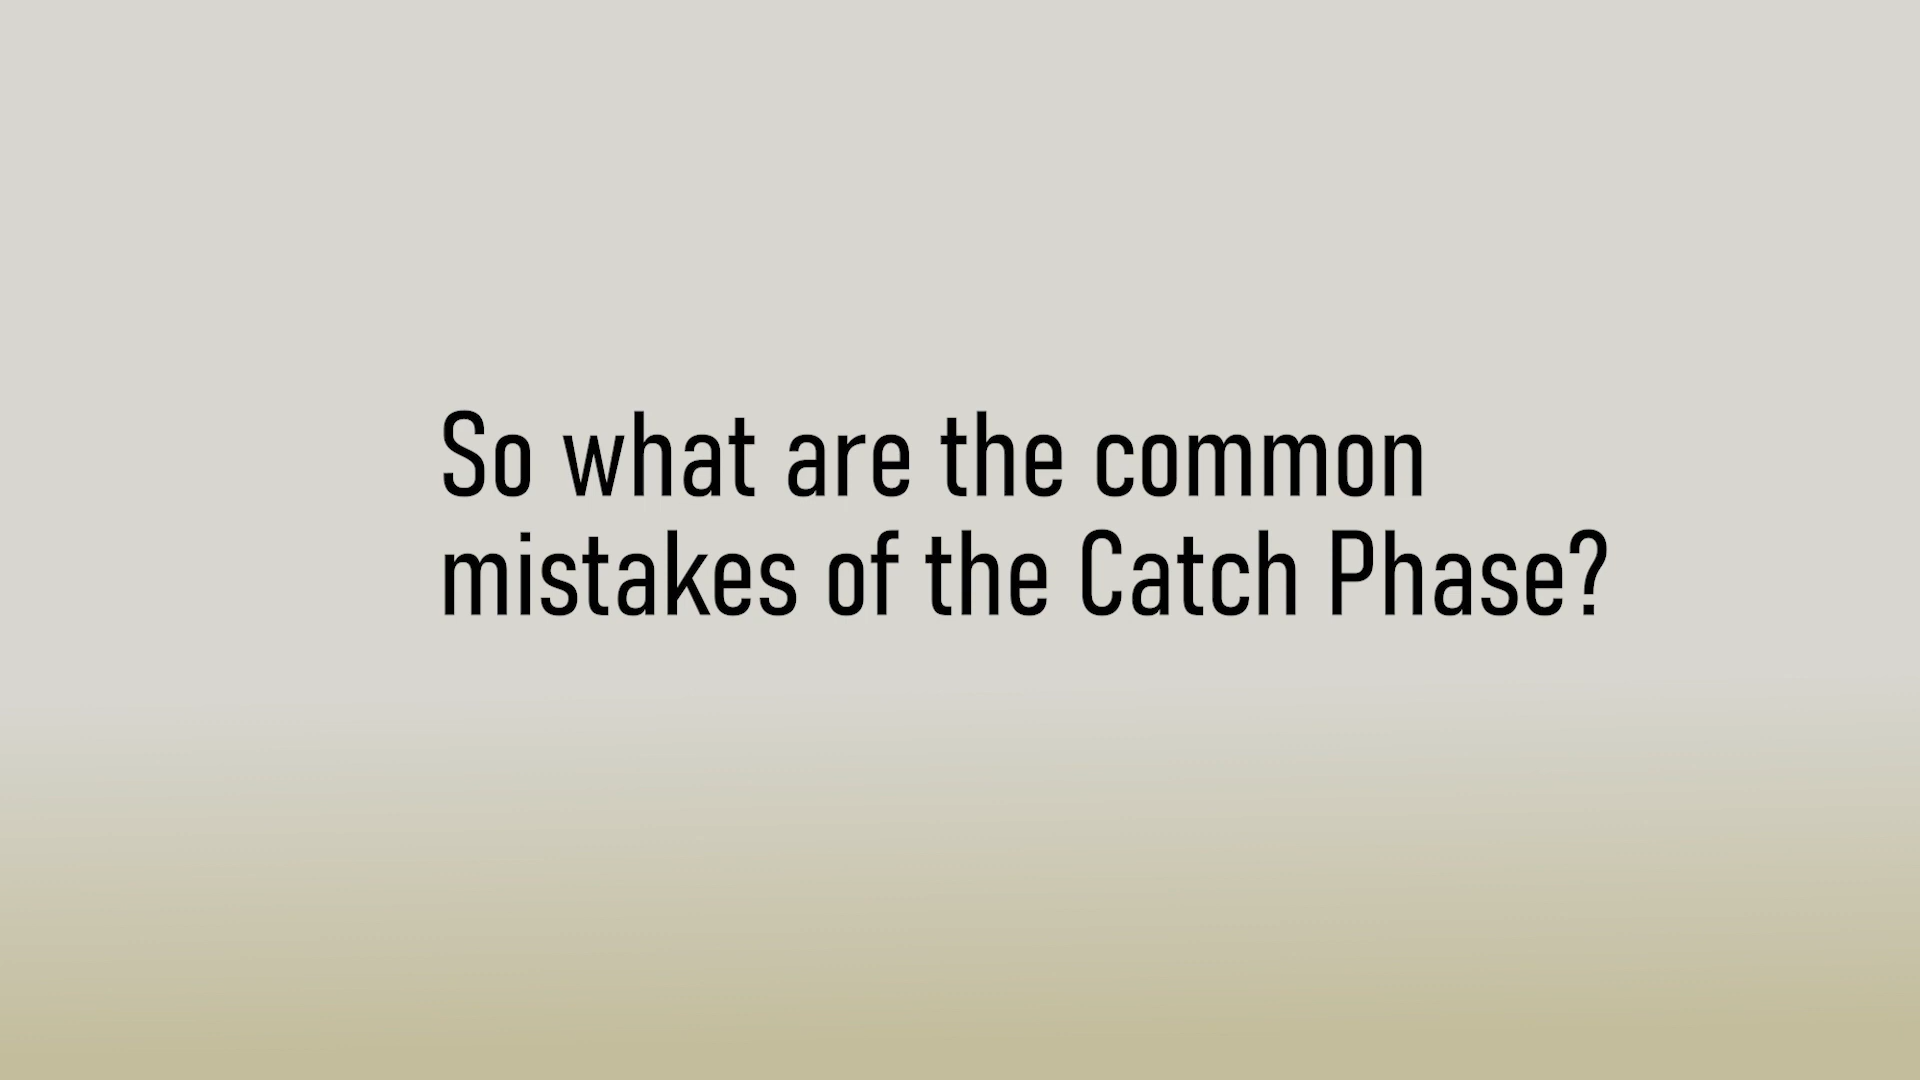 So what are the common
mistakes of the Catch Phase?